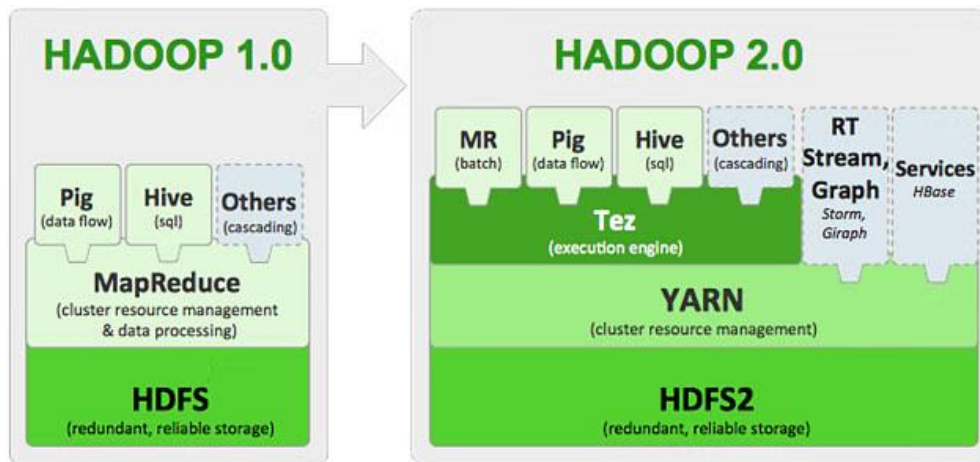 HADOOP 1.0
Pig
(data flow)
Hive
(sql)
Others
(cascading)
MapReduce
(cluster resource management
& data processing)
HDFS
(redundant, reliable storage)
HADOOP 2.0
MR
(batch)
Pig
(data flow)
Hive
(sql)
Others
(cascading)
RT
Stream,
Graph
Storm,
Giraph
Services
HBase
Tez
(execution engine)
YARN
(cluster resource management)
HDFS2
(redundant, reliable storage)